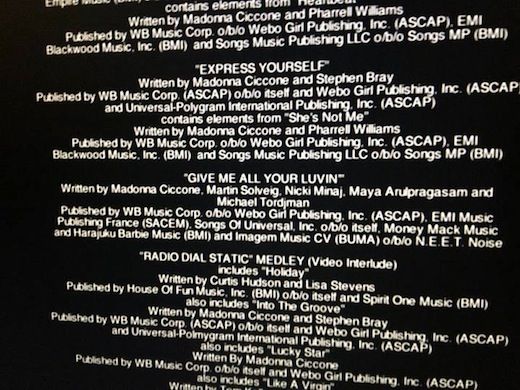 contains elements from "Heartbeat"
Written by Madonna Ciccone and Pharrell Williams
Published by WB Music Corp. o/b/o Webo Girl Publishing, Inc. (ASCAP), EMI
Blackwood Music, Inc. (BMI) and Songs Music Publishing LLC o/b/o Songs MP (BMI)
"EXPRESS YOURSELF"
Written by Madonna Ciccone and Stephen Bray
Published by WB Music Corp. (ASCAP) o/b/o itself and Webo Girl Publishing, Inc. (ASCAP)
and Universal-Polygram International Publishing, Inc. (ASCAP)
contains elements from "She's Not Me"
Written by Madonna Ciccone and Pharrell Williams
Published by WB Music Corp. o/b/o Webo Girl Publishing, Inc. (ASCAP), EMI
Blackwood Music, Inc. (BMI) and Songs Music Publishing LLC o/b/o Songs MP (BMI)
"GIVE ME ALL YOUR LUVIN'"
Written by Madonna Ciccone, Martin Solveig, Nicki Minaj, Maya Arulpragasam and
Michael Tordjman
Published by WB Music Corp. o/b/o Webo Girl Publishing, Inc. (ASCAP), EMI Music
Publishing France (SACEM), Songs Of Universal, Inc. o/b/o itself, Money Mack Music
and Harajuku Barbie Music (BMI) and Imagem Music CV (BUMA) o/b/o N.E.E.T. Noise
"RADIO DIAL STATIC" MEDLEY (Video Interlude)
includes "Holiday"
Written by Curtis Hudson and Lisa Stevens
Published by House Of Fun Music, Inc. (BMI) o/b/o itself and Spirit One Music (BMI)
also includes "Into The Groove"
Written by Madonna Ciccone and Stephen Bray
Published by WB Music Corp. (ASCAP) o/b/o itself and Webo Girl Publishing, Inc. (ASCAP)
and Universal-Polmygram International Publishing, Inc. (ASCAP)
also includes "Lucky Star"
Written By Madonna Ciccone
Published by WB Music Corp. o/b/o itself and Webo Girl Publishing, Inc. (ASCAP)
also includes "Like A Virgin"
Written by Tom